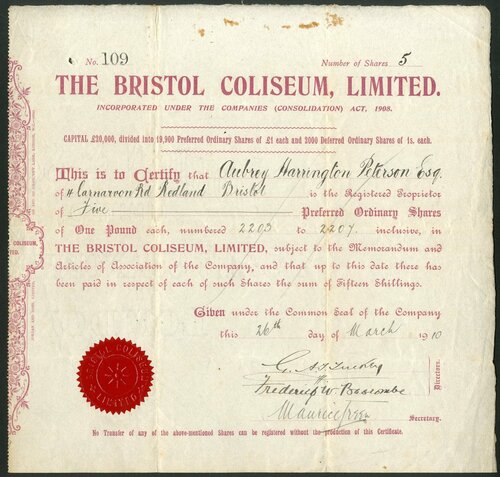 No. 109
Number of Shares 5
THE BRISTOL COLISEUM, LIMITED.
INCORPORATED UNDER THE COMPANIES (CONSOLIDATION) ACT, 1908.
CAPITAL £20,000, divided into 19,900 Preferred Ordinary Shares of £1 each and 2000 Deferred Ordinary Shares of 1s. each.
This is to Certify that Aubrey Harrington Peterson Esq.
of 4 Carnarvon Rd Redland Bristol is the Registered Proprietor
of Five Preferred Ordinary Shares
of One Pound each, numbered 2203 to 2207 inclusive, in
THE BRISTOL COLISEUM, LIMITED, subject to the Memorandum and
Articles of Association of the Company, and that up to this date there has
been paid in respect of each of such Shares the sum of Fifteen Shillings.
Given under the Common Seal of the Company
this 26th day of March 1910
Directors.
Frederick W. Boscombe
Secretary.
No Transfer of any of the above-mentioned Shares can be registered without the production of this Certificate.
COLISEUM, LIMITED.